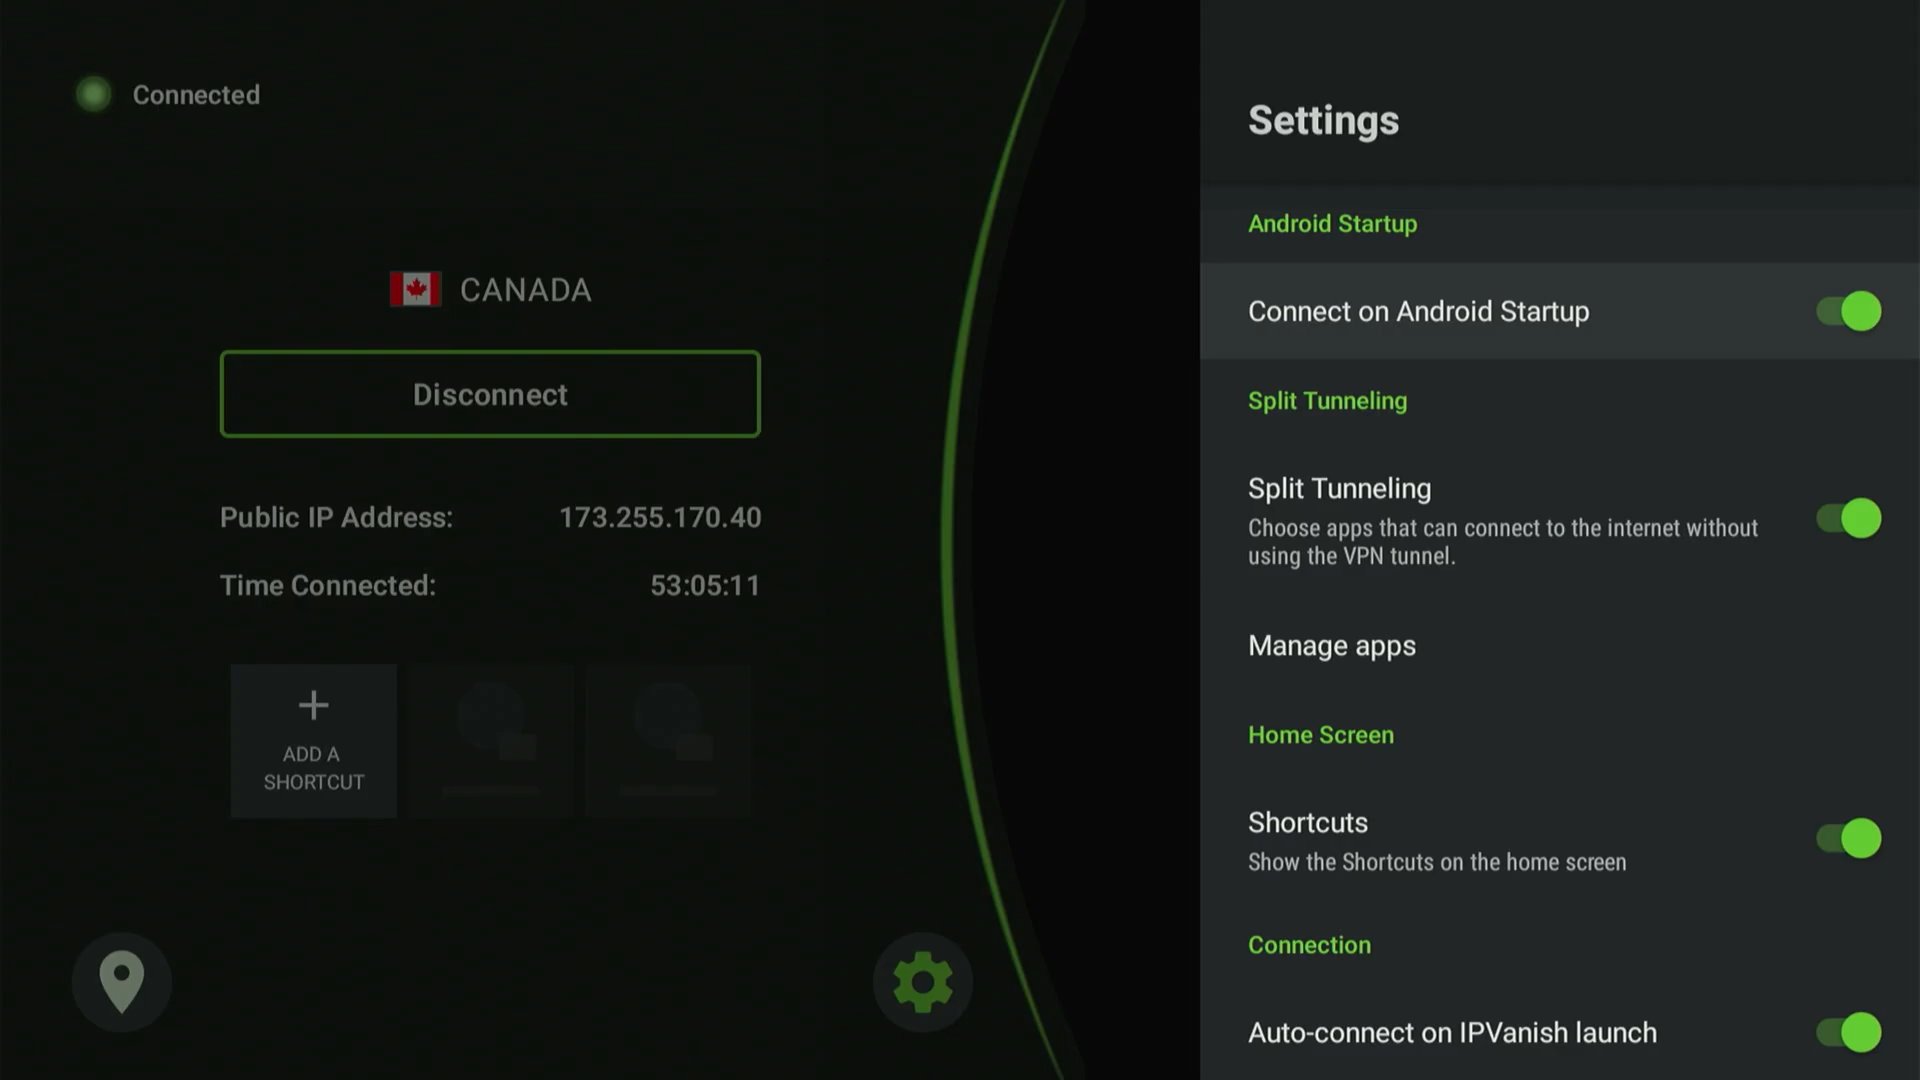 Connected
CANADA
Disconnect
Public IP Address: 173.255.170.40
Time Connected: 53:05:11
+
ADD A
SHORTCUT
Settings
Android Startup
Connect on Android Startup
Split Tunneling
Split Tunneling
Choose apps that can connect to the internet without
using the VPN tunnel.
Manage apps
Home Screen
Shortcuts
Show the Shortcuts on the home screen
Connection
Auto-connect on IPVanish launch